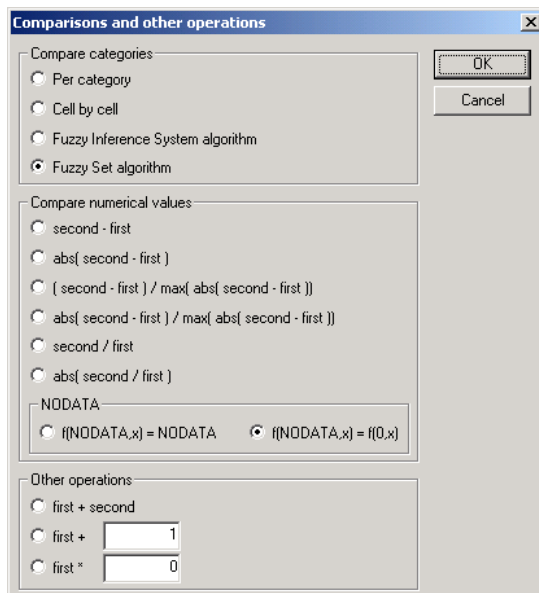 Comparisons and other operations
Compare categories
Per category
Cell by cell
Fuzzy Inference System algorithm
Fuzzy Set algorithm
OK
Cancel
Compare numerical values
second - first
abs( second - first )
( second - first ) / max( abs( second - first ))
abs( second - first ) / max( abs( second - first ))
second / first
abs( second / first )
NODATA
f(NODATA,x) = NODATA
f(NODATA,x) = f(0,x)
Other operations
first + second
first + 1
first * 0